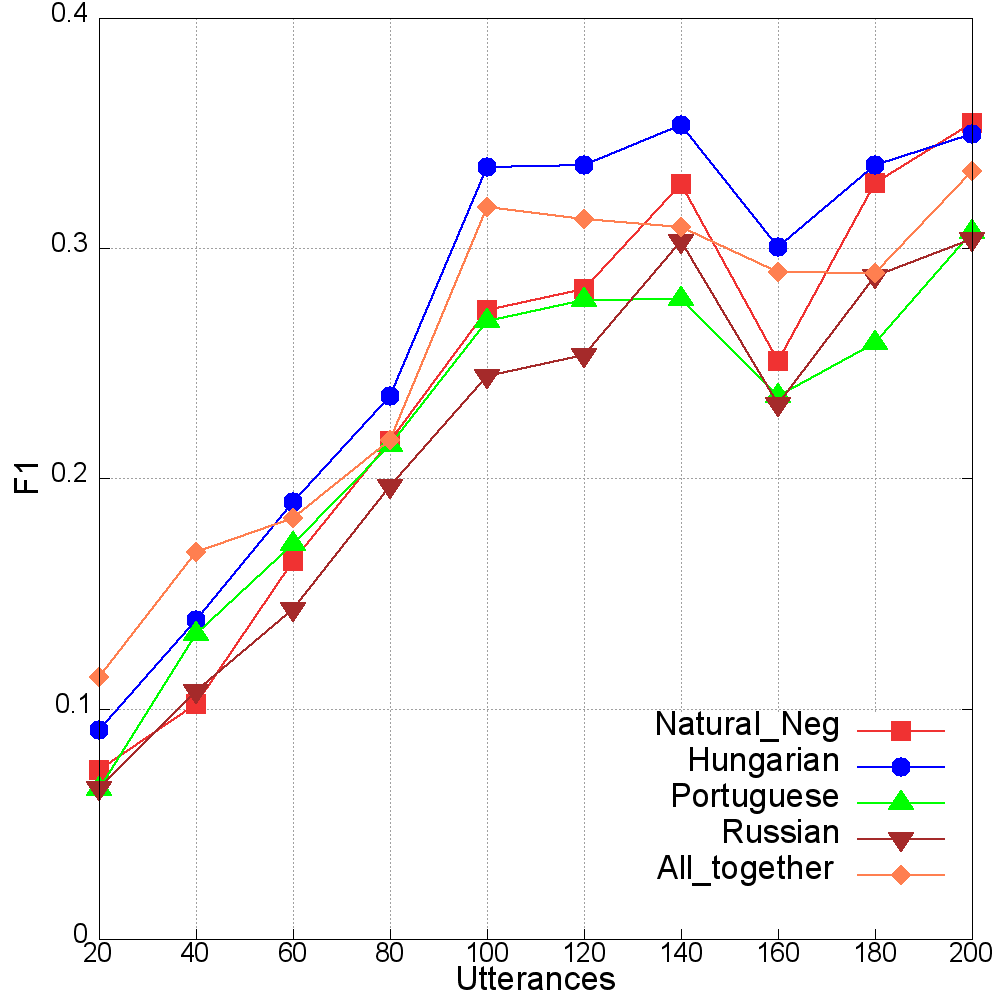 0.4
0.3
0.2
0.1
0
F1
20 40 60 80 100 120 140 160 180 200
Utterances
Natural_Neg
Hungarian
Portuguese
Russian
All_together